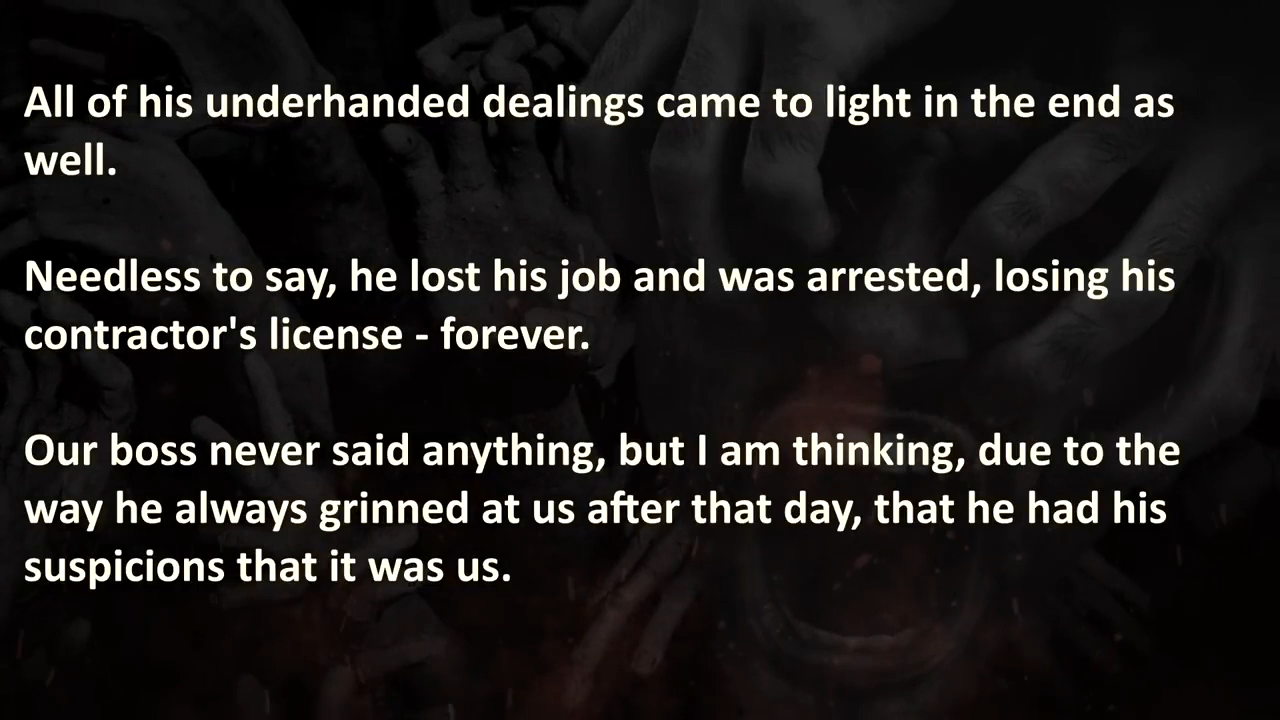 All of his underhanded dealings came to light in the end as
well.
Needless to say, he lost his job and was arrested, losing his
contractor's license - forever.
Our boss never said anything, but I am thinking, due to the
way he always grinned at us after that day, that he had his
suspicions that it was us.